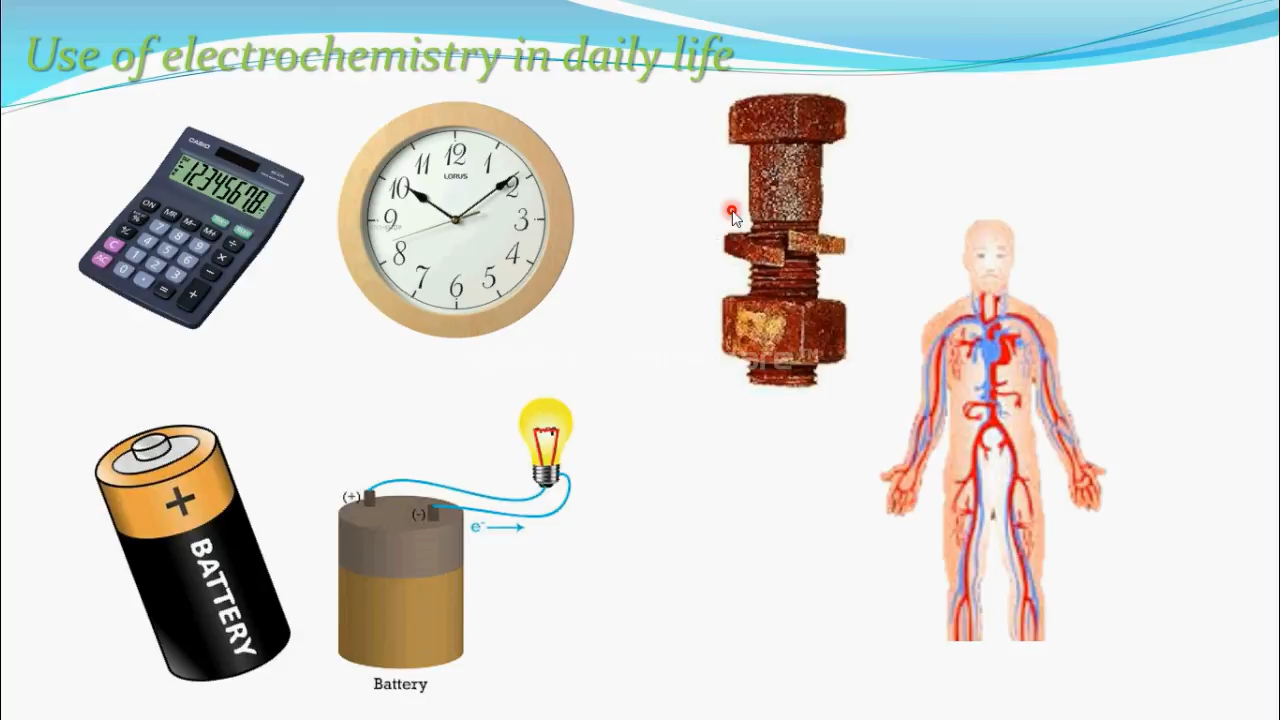 Use of electrochemistry in daily life
CASIO
12345678
ON MR M- M+ ÷
7 8 9 ×
C 4 5 6 −
AC 1 2 3 +
0 · =
12
11 1
LORUS
10 2
9 3
8 4
7 5
6
+
BATTERY
(+)
(-)
e-
Battery